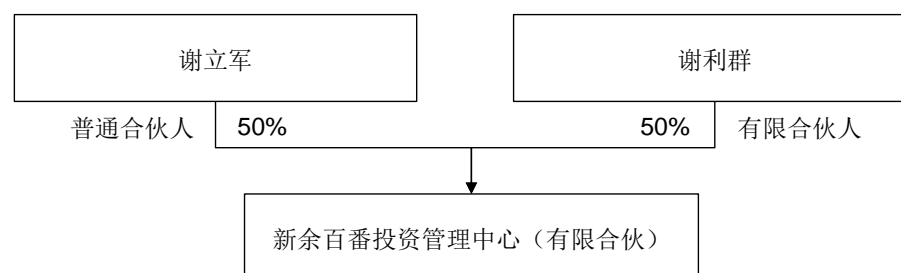 谢立军
谢利群
普通合伙人 50%
50% 有限合伙人
新余百番投资管理中心（有限合伙）